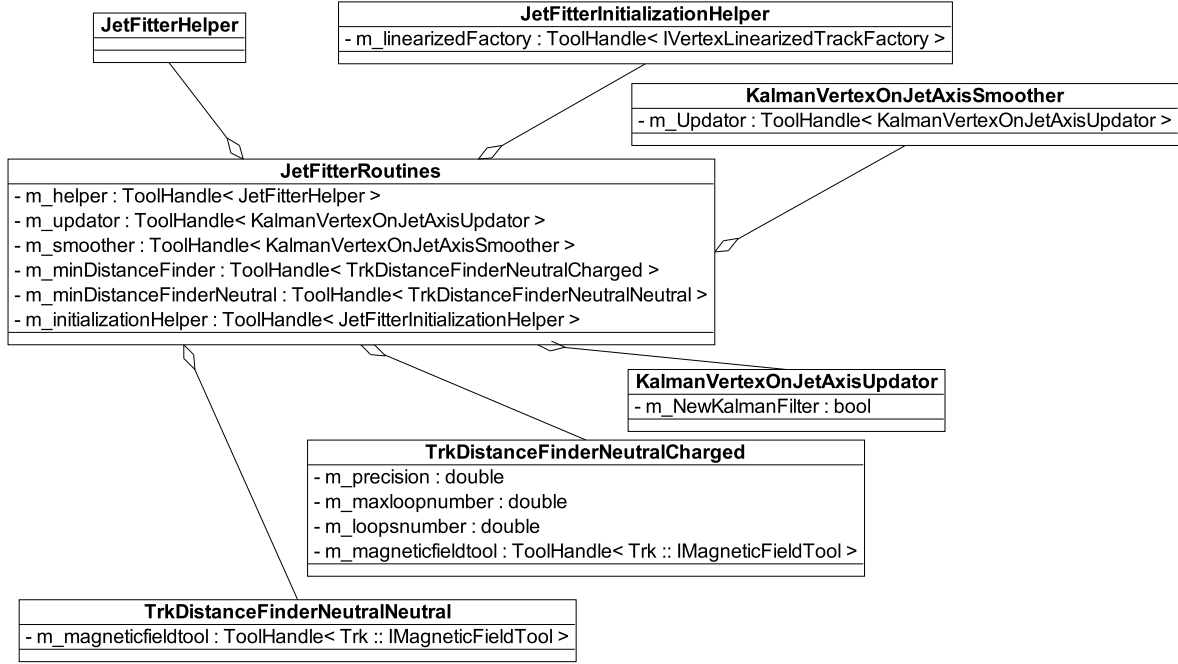 JetFitterHelper
JetFitterInitializationHelper
- m_linearizedFactory : ToolHandle< IVertexLinearizedTrackFactory >
KalmanVertexOnJetAxisSmoother
- m_Updator : ToolHandle< KalmanVertexOnJetAxisUpdator >
JetFitterRoutines
- m_helper : ToolHandle< JetFitterHelper >
- m_updator : ToolHandle< KalmanVertexOnJetAxisUpdator >
- m_smoother : ToolHandle< KalmanVertexOnJetAxisSmoother >
- m_minDistanceFinder : ToolHandle< TrkDistanceFinderNeutralCharged >
- m_minDistanceFinderNeutral : ToolHandle< TrkDistanceFinderNeutralNeutral >
- m_initializationHelper : ToolHandle< JetFitterInitializationHelper >
KalmanVertexOnJetAxisUpdator
- m_NewKalmanFilter : bool
TrkDistanceFinderNeutralCharged
- m_precision : double
- m_maxloopnumber : double
- m_loopsnumber : double
- m_magneticfieldtool : ToolHandle< Trk :: IMagneticFieldTool >
TrkDistanceFinderNeutralNeutral
- m_magneticfieldtool : ToolHandle< Trk :: IMagneticFieldTool >